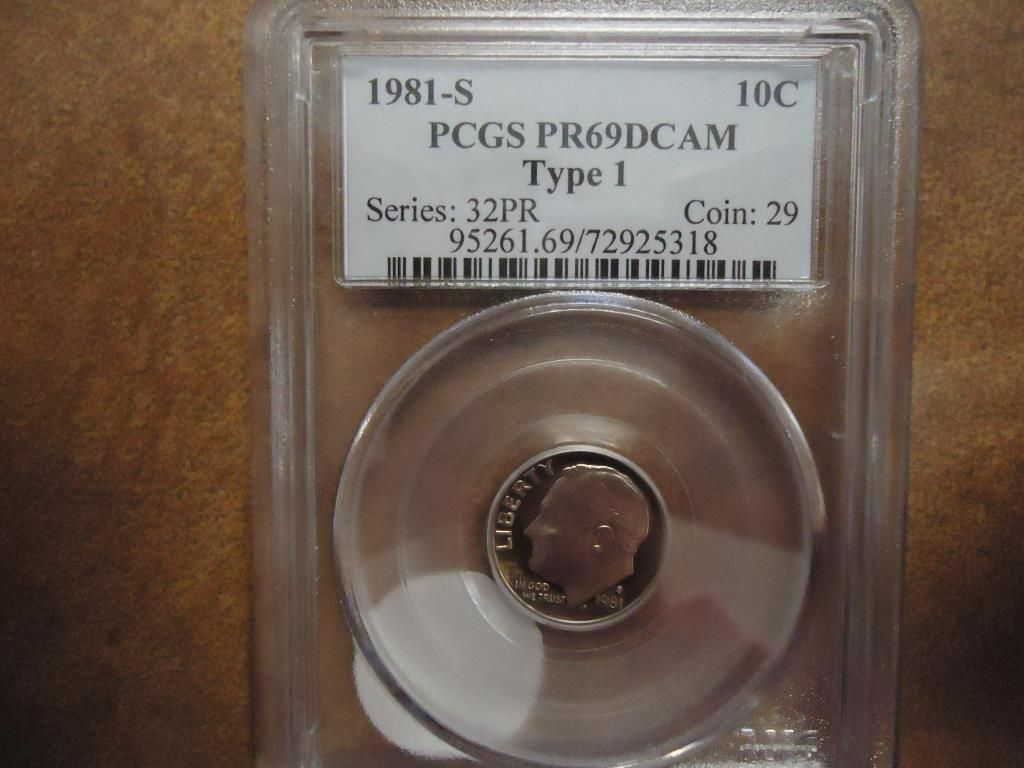 1981-S 10C
PCGS PR69DCAM
Type 1
Series: 32PR Coin: 29
95261.69/72925318
LIBERTY
IN GOD
WE TRUST
S
1981